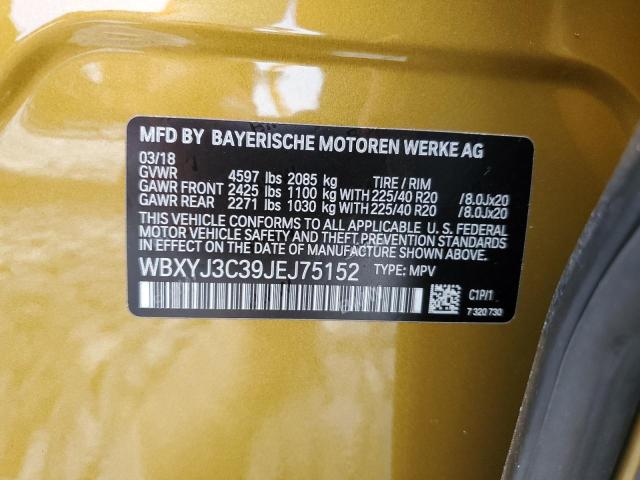 MFD BY BAYERISCHE MOTOREN WERKE AG
03/18
GVWR 4597 lbs 2085 kg TIRE / RIM
GAWR FRONT 2425 lbs 1100 kg WITH 225/40 R20 /8.0Jx20
GAWR REAR 2271 lbs 1030 kg WITH 225/40 R20 /8.0Jx20
THIS VEHICLE CONFORMS TO ALL APPLICABLE U. S. FEDERAL
MOTOR VEHICLE SAFETY AND THEFT PREVENTION STANDARDS
IN EFFECT ON THE DATE OF MANUFACTURE SHOWN ABOVE.
WBXYJ3C39JEJ75152 TYPE: MPV
C1P/1
7 320 730